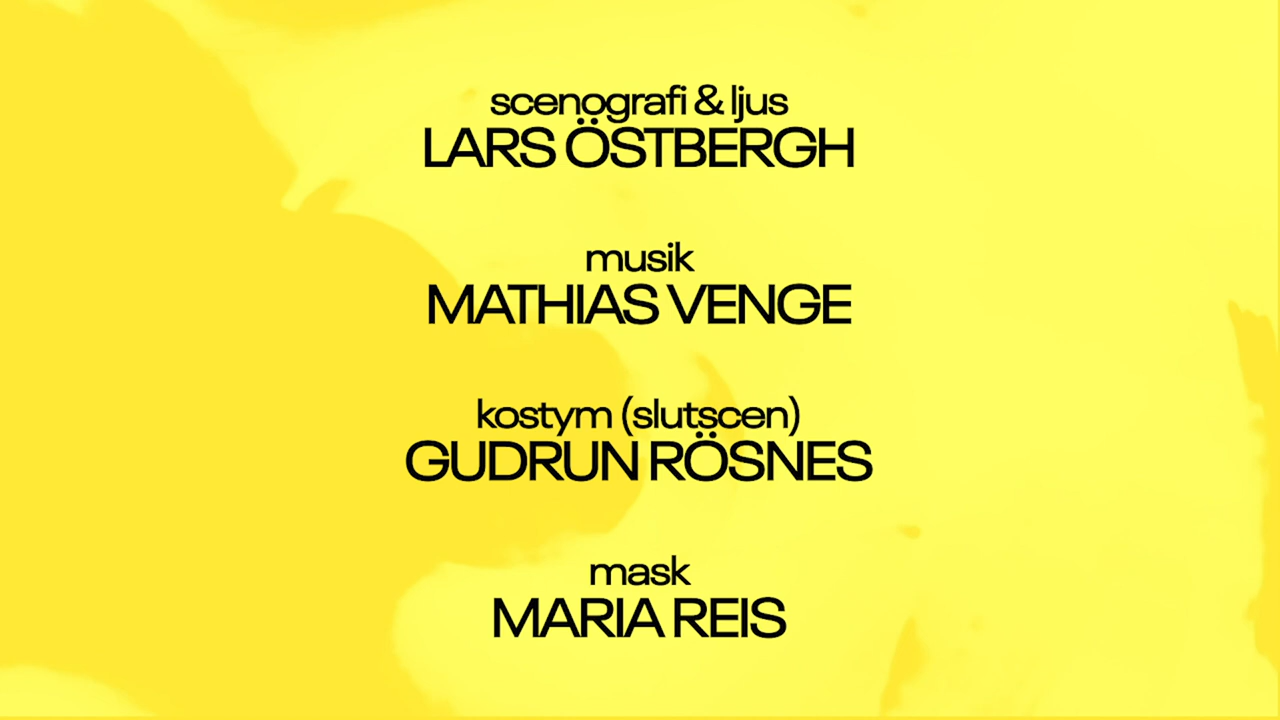 scenografi & ljus
LARS ÖSTBERGH
musik
MATHIAS VENGE
kostym (slutscen)
GUDRUN RÖSNES
mask
MARIA REIS